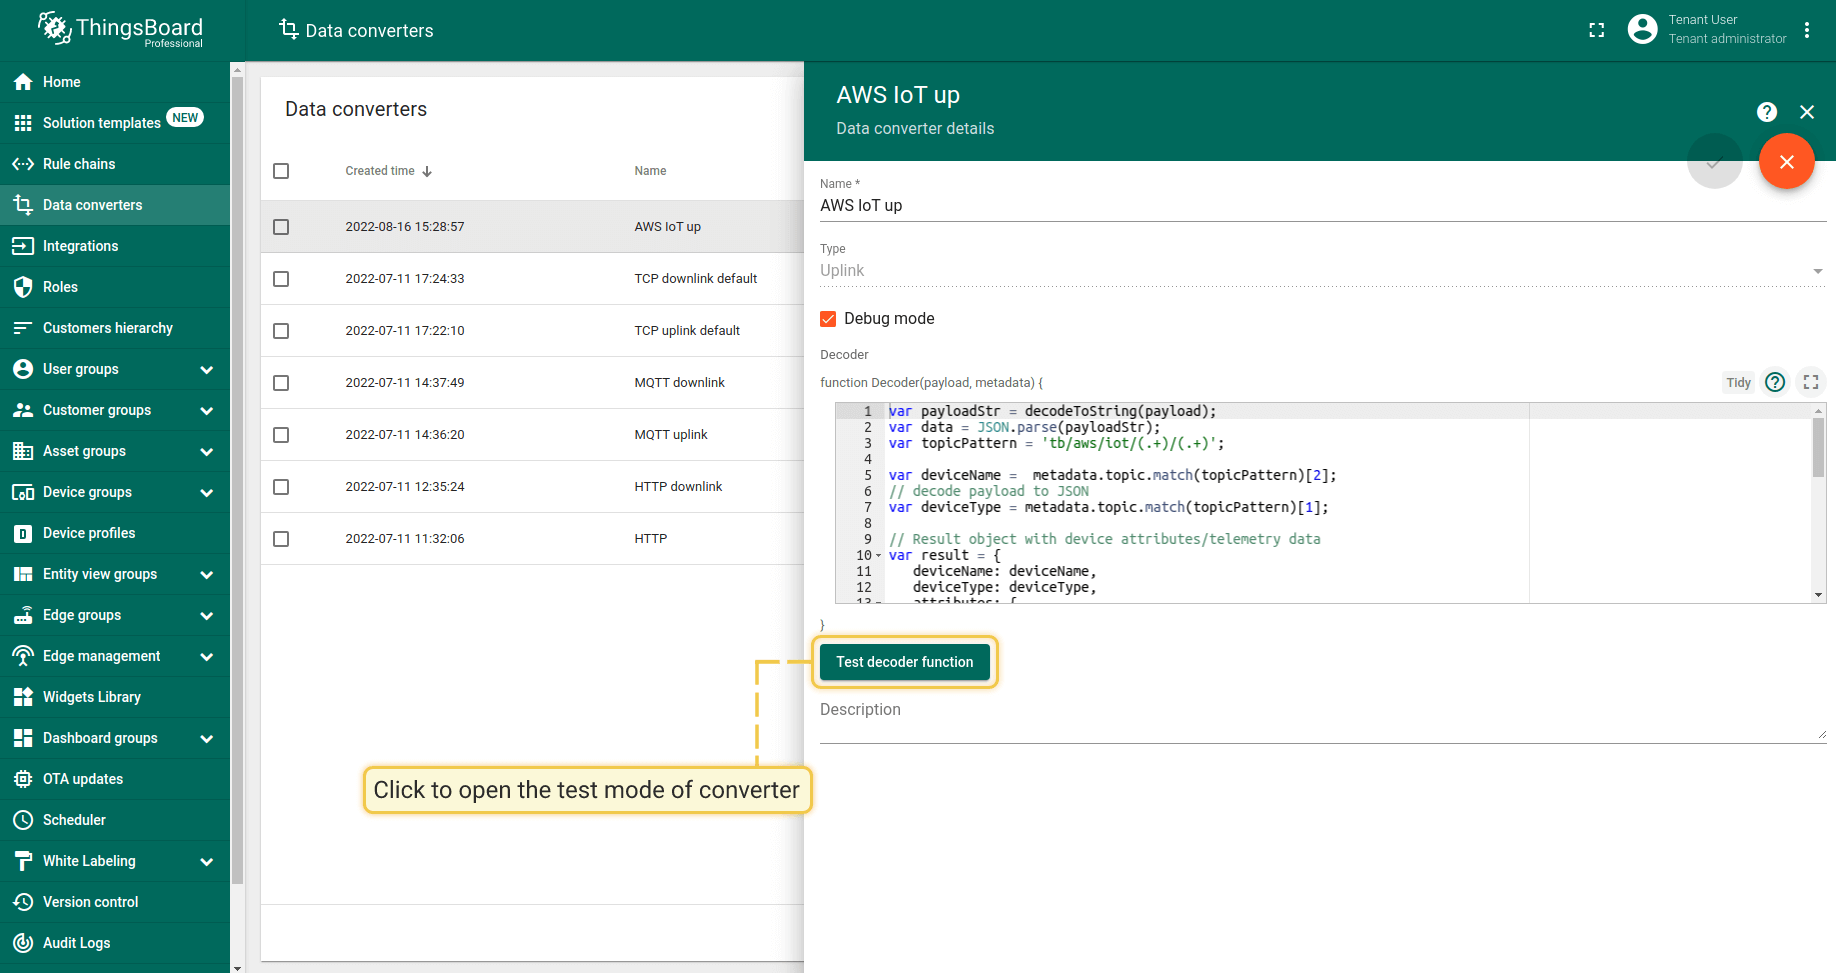 ThingsBoard
Professional
Data converters
Tenant User
Tenant administrator
Home
Solution templates NEW
Rule chains
Data converters
Integrations
Roles
Customers hierarchy
User groups
Customer groups
Asset groups
Device groups
Device profiles
Entity view groups
Edge groups
Edge management
Widgets Library
Dashboard groups
OTA updates
Scheduler
White Labeling
Version control
Audit Logs
Data converters
Created time Name
2022-08-16 15:28:57 AWS IoT up
2022-07-11 17:24:33 TCP downlink default
2022-07-11 17:22:10 TCP uplink default
2022-07-11 14:37:49 MQTT downlink
2022-07-11 14:36:20 MQTT uplink
2022-07-11 12:35:24 HTTP downlink
2022-07-11 11:32:06 HTTP
Click to open the test mode of converter
AWS IoT up
Data converter details
Name *
AWS IoT up
Type
Uplink
Debug mode
Decoder
function Decoder(payload, metadata) {
Tidy
1 var payloadStr = decodeToString(payload);
2 var data = JSON.parse(payloadStr);
3 var topicPattern = 'tb/aws/iot/(.+)/(.+)';
4
5 var deviceName =  metadata.topic.match(topicPattern)[2];
6 // decode payload to JSON
7 var deviceType = metadata.topic.match(topicPattern)[1];
8
9 // Result object with device attributes/telemetry data
10 var result = {
11    deviceName: deviceName,
12    deviceType: deviceType,
13    attributes: {
}
Test decoder function
Description